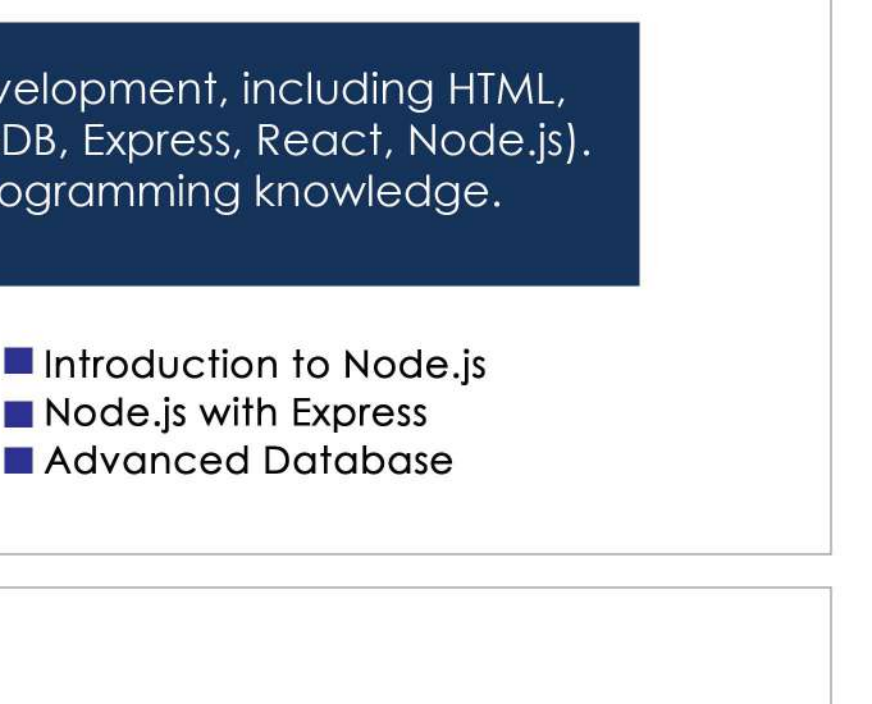 velopment, including HTML,
DB, Express, React, Node.js).
ogramming knowledge.
Introduction to Node.js
Node.js with Express
Advanced Database